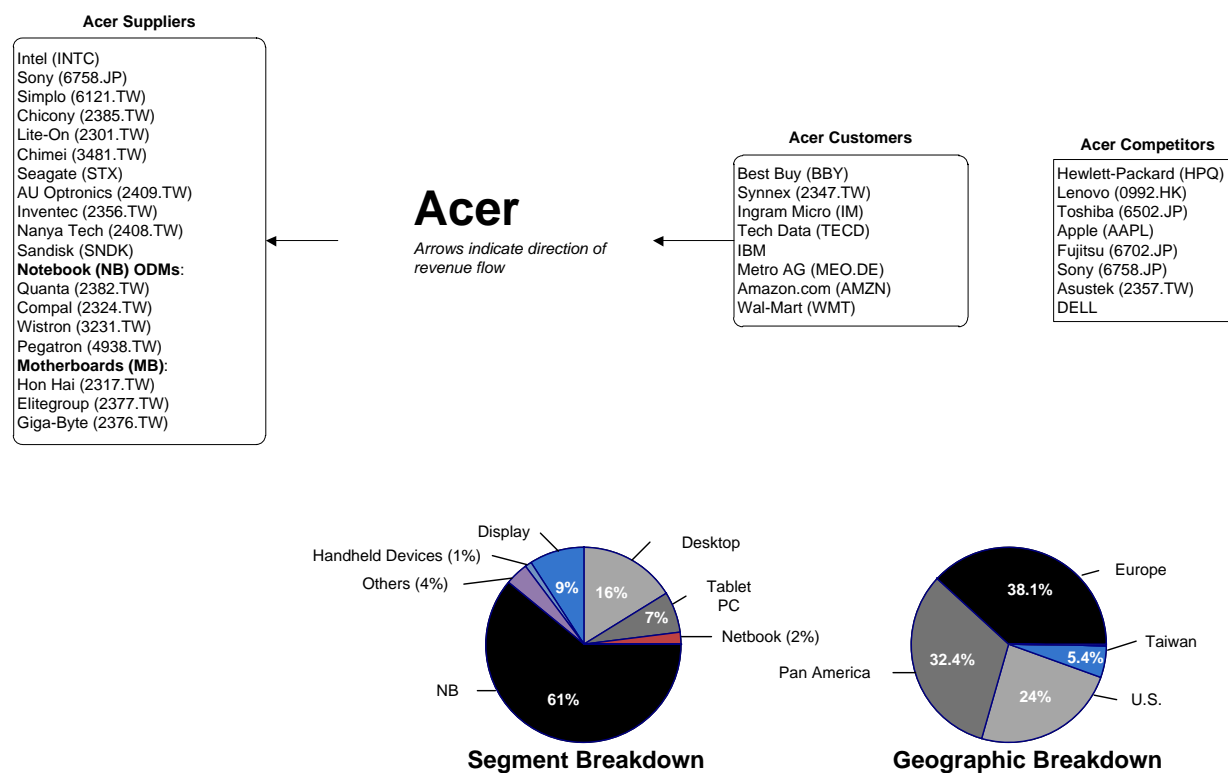 Acer Suppliers
Intel (INTC)
Sony (6758.JP)
Simplo (6121.TW)
Chicony (2385.TW)
Lite-On (2301.TW)
Chimei (3481.TW)
Seagate (STX)
AU Optronics (2409.TW)
Inventec (2356.TW)
Nanya Tech (2408.TW)
Sandisk (SNDK)
Notebook (NB) ODMs:
Quanta (2382.TW)
Compal (2324.TW)
Wistron (3231.TW)
Pegatron (4938.TW)
Motherboards (MB):
Hon Hai (2317.TW)
Elitegroup (2377.TW)
Giga-Byte (2376.TW)
Acer
Arrows indicate direction of
revenue flow
Acer Customers
Best Buy (BBY)
Synnex (2347.TW)
Ingram Micro (IM)
Tech Data (TECD)
IBM
Metro AG (MEO.DE)
Amazon.com (AMZN)
Wal-Mart (WMT)
Acer Competitors
Hewlett-Packard (HPQ)
Lenovo (0992.HK)
Toshiba (6502.JP)
Apple (AAPL)
Fujitsu (6702.JP)
Sony (6758.JP)
Asustek (2357.TW)
DELL
Display
Handheld Devices (1%)
Others (4%)
NB
Desktop
Tablet
PC
Netbook (2%)
9%
16%
7%
61%
Segment Breakdown
Europe
Taiwan
Pan America
U.S.
38.1%
5.4%
32.4%
24%
Geographic Breakdown